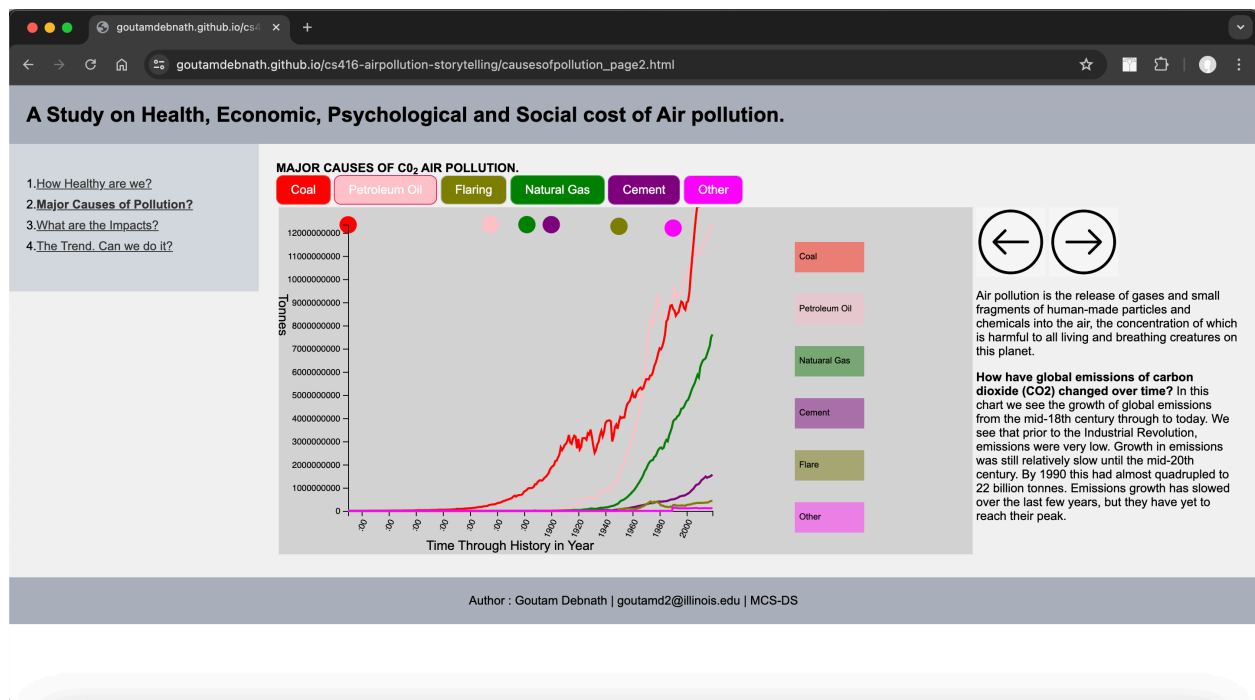 goutamdebnath.github.io/cs4
goutamdebnath.github.io/cs416-airpollution-storytelling/causesofpollution_page2.html
A Study on Health, Economic, Psychological and Social cost of Air pollution.
1.How Healthy are we?
2.Major Causes of Pollution?
3.What are the Impacts?
4.The Trend. Can we do it?
MAJOR CAUSES OF C0₂ AIR POLLUTION.
Coal Petroleum Oil Flaring Natural Gas Cement Other
12000000000
11000000000
10000000000
9000000000
8000000000
7000000000
6000000000
5000000000
4000000000
3000000000
2000000000
1000000000
0
Tonnes
:00 :00 :00 :00 :00 :00 :00 1900 1920 1940 1960 1980 2000
Time Through History in Year
Coal
Petroleum Oil
Natuaral Gas
Cement
Flare
Other
Air pollution is the release of gases and small
fragments of human-made particles and
chemicals into the air, the concentration of which
is harmful to all living and breathing creatures on
this planet.
How have global emissions of carbon
dioxide (CO2) changed over time? In this
chart we see the growth of global emissions
from the mid-18th century through to today. We
see that prior to the Industrial Revolution,
emissions were very low. Growth in emissions
was still relatively slow until the mid-20th
century. By 1990 this had almost quadrupled to
22 billion tonnes. Emissions growth has slowed
over the last few years, but they have yet to
reach their peak.
Author : Goutam Debnath | goutamd2@illinois.edu | MCS-DS